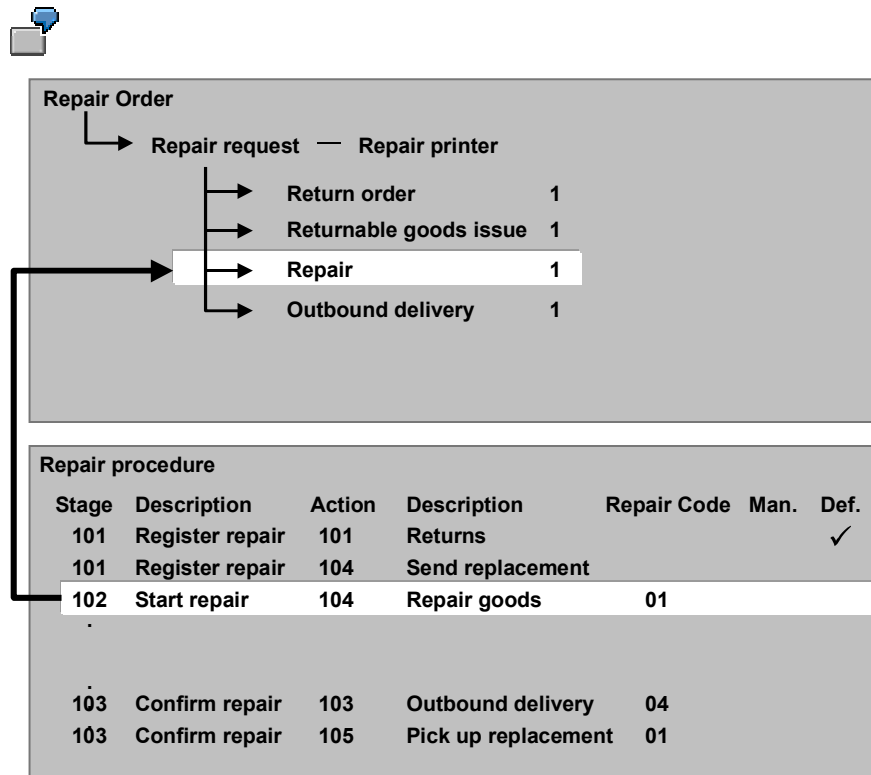 Repair Order
Repair request — Repair printer
Return order 1
Returnable goods issue 1
Repair 1
Outbound delivery 1
Repair procedure
Stage Description Action Description Repair Code Man. Def.
101 Register repair 101 Returns ✓
101 Register repair 104 Send replacement
102 Start repair 104 Repair goods 01
.
.
103 Confirm repair 103 Outbound delivery 04
.
103 Confirm repair 105 Pick up replacement 01